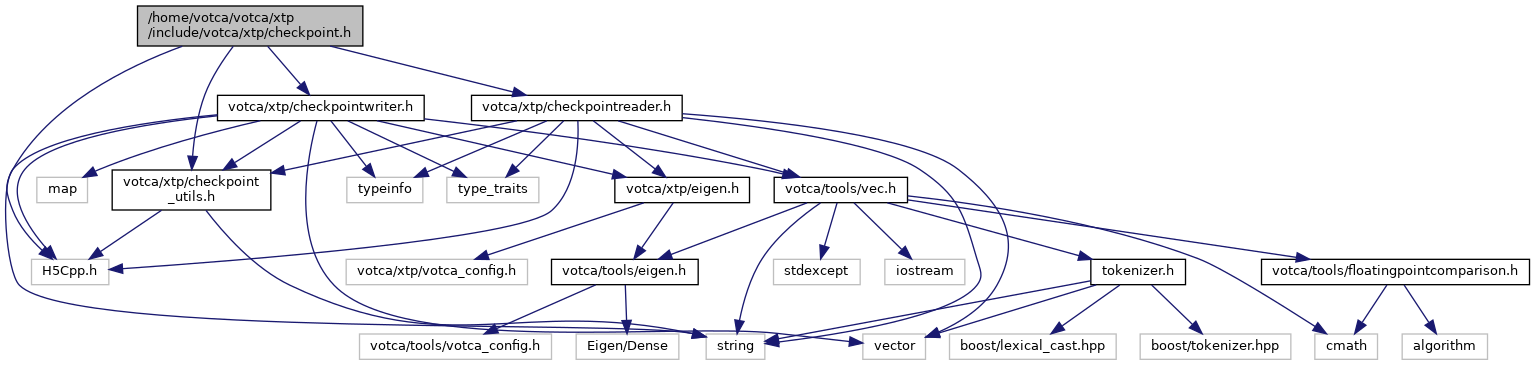 /home/votca/votca/xtp
/include/votca/xtp/checkpoint.h
votca/xtp/checkpointwriter.h
votca/xtp/checkpointreader.h
map
votca/xtp/checkpoint
_utils.h
typeinfo
type_traits
votca/xtp/eigen.h
votca/tools/vec.h
H5Cpp.h
votca/xtp/votca_config.h
votca/tools/eigen.h
stdexcept
iostream
tokenizer.h
votca/tools/floatingpointcomparison.h
votca/tools/votca_config.h
Eigen/Dense
string
vector
boost/lexical_cast.hpp
boost/tokenizer.hpp
cmath
algorithm